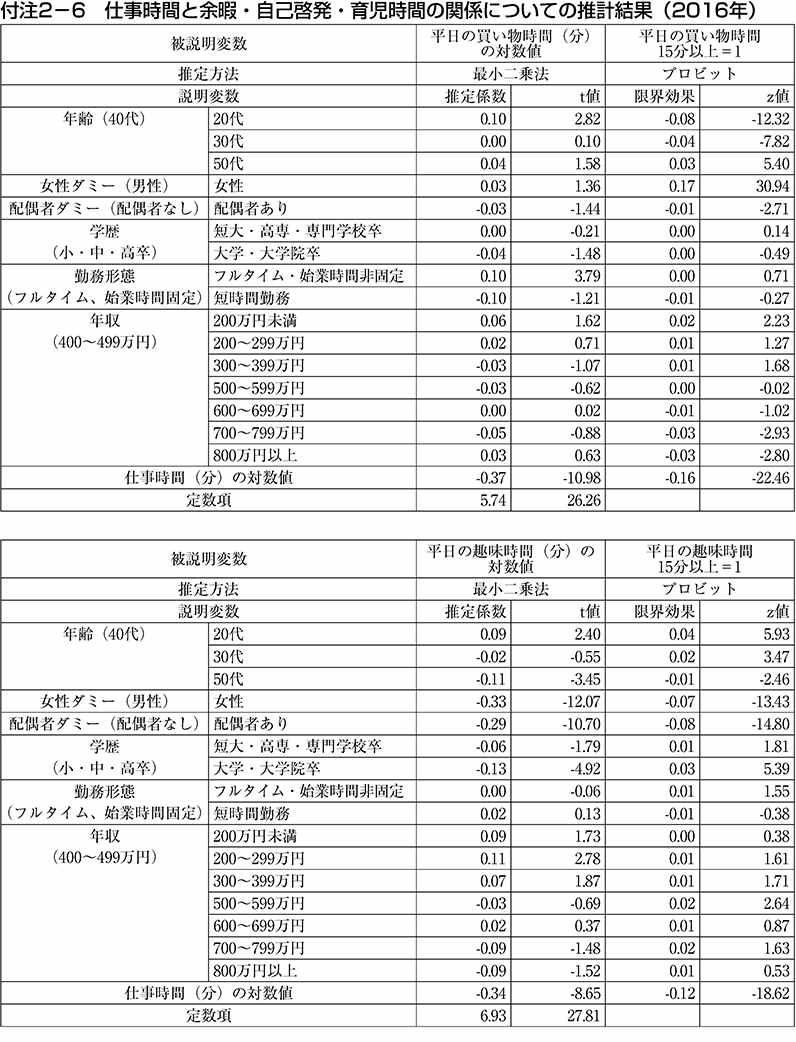 付注2－6　仕事時間と余暇・自己啓発・育児時間の関係についての推計結果（2016年）
被説明変数 平日の買い物時間（分）の対数値 平日の買い物時間15分以上＝1
推定方法 最小二乗法 プロビット
説明変数 推定係数 t値 限界効果 z値
年齢（40代） 20代 0.10 2.82 -0.08 -12.32
30代 0.00 0.10 -0.04 -7.82
50代 0.04 1.58 0.03 5.40
女性ダミー（男性） 女性 0.03 1.36 0.17 30.94
配偶者ダミー（配偶者なし） 配偶者あり -0.03 -1.44 -0.01 -2.71
学歴 短大・高専・専門学校卒 0.00 -0.21 0.00 0.14
（小・中・高卒） 大学・大学院卒 -0.04 -1.48 0.00 -0.49
勤務形態 フルタイム・始業時間非固定 0.10 3.79 0.00 0.71
（フルタイム、始業時間固定） 短時間勤務 -0.10 -1.21 -0.01 -0.27
年収 200万円未満 0.06 1.62 0.02 2.23
（400～499万円） 200～299万円 0.02 0.71 0.01 1.27
300～399万円 -0.03 -1.07 0.01 1.68
500～599万円 -0.03 -0.62 0.00 -0.02
600～699万円 0.00 0.02 -0.01 -1.02
700～799万円 -0.05 -0.88 -0.03 -2.93
800万円以上 0.03 0.63 -0.03 -2.80
仕事時間（分）の対数値 -0.37 -10.98 -0.16 -22.46
定数項 5.74 26.26
被説明変数 平日の趣味時間（分）の対数値 平日の趣味時間15分以上＝1
推定方法 最小二乗法 プロビット
説明変数 推定係数 t値 限界効果 z値
年齢（40代） 20代 0.09 2.40 0.04 5.93
30代 -0.02 -0.55 0.02 3.47
50代 -0.11 -3.45 -0.01 -2.46
女性ダミー（男性） 女性 -0.33 -12.07 -0.07 -13.43
配偶者ダミー（配偶者なし） 配偶者あり -0.29 -10.70 -0.08 -14.80
学歴 短大・高専・専門学校卒 -0.06 -1.79 0.01 1.81
（小・中・高卒） 大学・大学院卒 -0.13 -4.92 0.03 5.39
勤務形態 フルタイム・始業時間非固定 0.00 -0.06 0.01 1.55
（フルタイム、始業時間固定） 短時間勤務 0.02 0.13 -0.01 -0.38
年収 200万円未満 0.09 1.73 0.00 0.38
（400～499万円） 200～299万円 0.11 2.78 0.01 1.61
300～399万円 0.07 1.87 0.01 1.71
500～599万円 -0.03 -0.69 0.02 2.64
600～699万円 0.02 0.37 0.01 0.87
700～799万円 -0.09 -1.48 0.02 1.63
800万円以上 -0.09 -1.52 0.01 0.53
仕事時間（分）の対数値 -0.34 -8.65 -0.12 -18.62
定数項 6.93 27.81